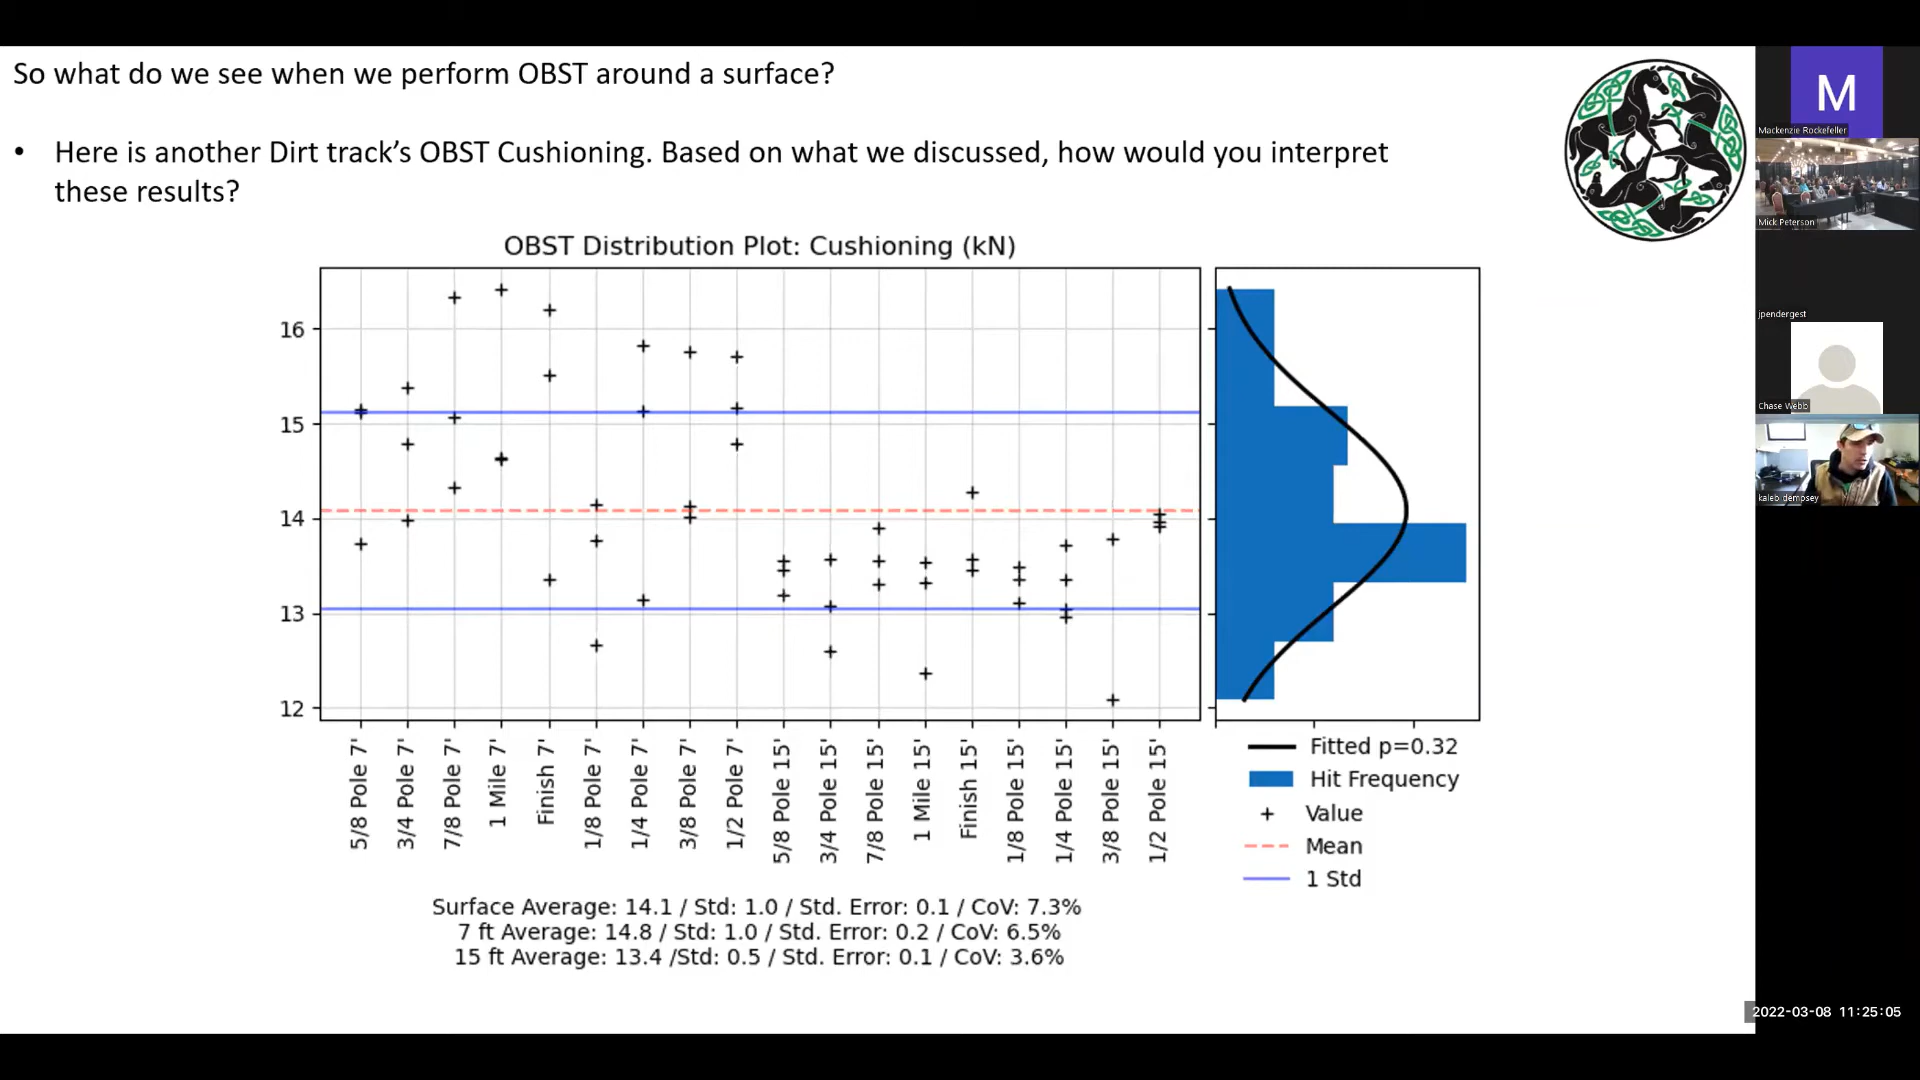 So what do we see when we perform OBST around a surface?
• Here is another Dirt track’s OBST Cushioning. Based on what we discussed, how would you interpret
these results?
OBST Distribution Plot: Cushioning (kN)
16
15
14
13
12
5/8 Pole 7'
3/4 Pole 7'
7/8 Pole 7'
1 Mile 7'
Finish 7'
1/8 Pole 7'
1/4 Pole 7'
3/8 Pole 7'
1/2 Pole 7'
5/8 Pole 15'
3/4 Pole 15'
7/8 Pole 15'
1 Mile 15'
Finish 15'
1/8 Pole 15'
1/4 Pole 15'
3/8 Pole 15'
1/2 Pole 15'
Fitted p=0.32
Hit Frequency
Value
Mean
1 Std
Surface Average: 14.1 / Std: 1.0 / Std. Error: 0.1 / CoV: 7.3%
7 ft Average: 14.8 / Std: 1.0 / Std. Error: 0.2 / CoV: 6.5%
15 ft Average: 13.4 /Std: 0.5 / Std. Error: 0.1 / CoV: 3.6%
M
Mackenzie Rockefeller
Mick Peterson
jpendergest
Chase Webb
kaleb dempsey
2022-03-08 11:25:05